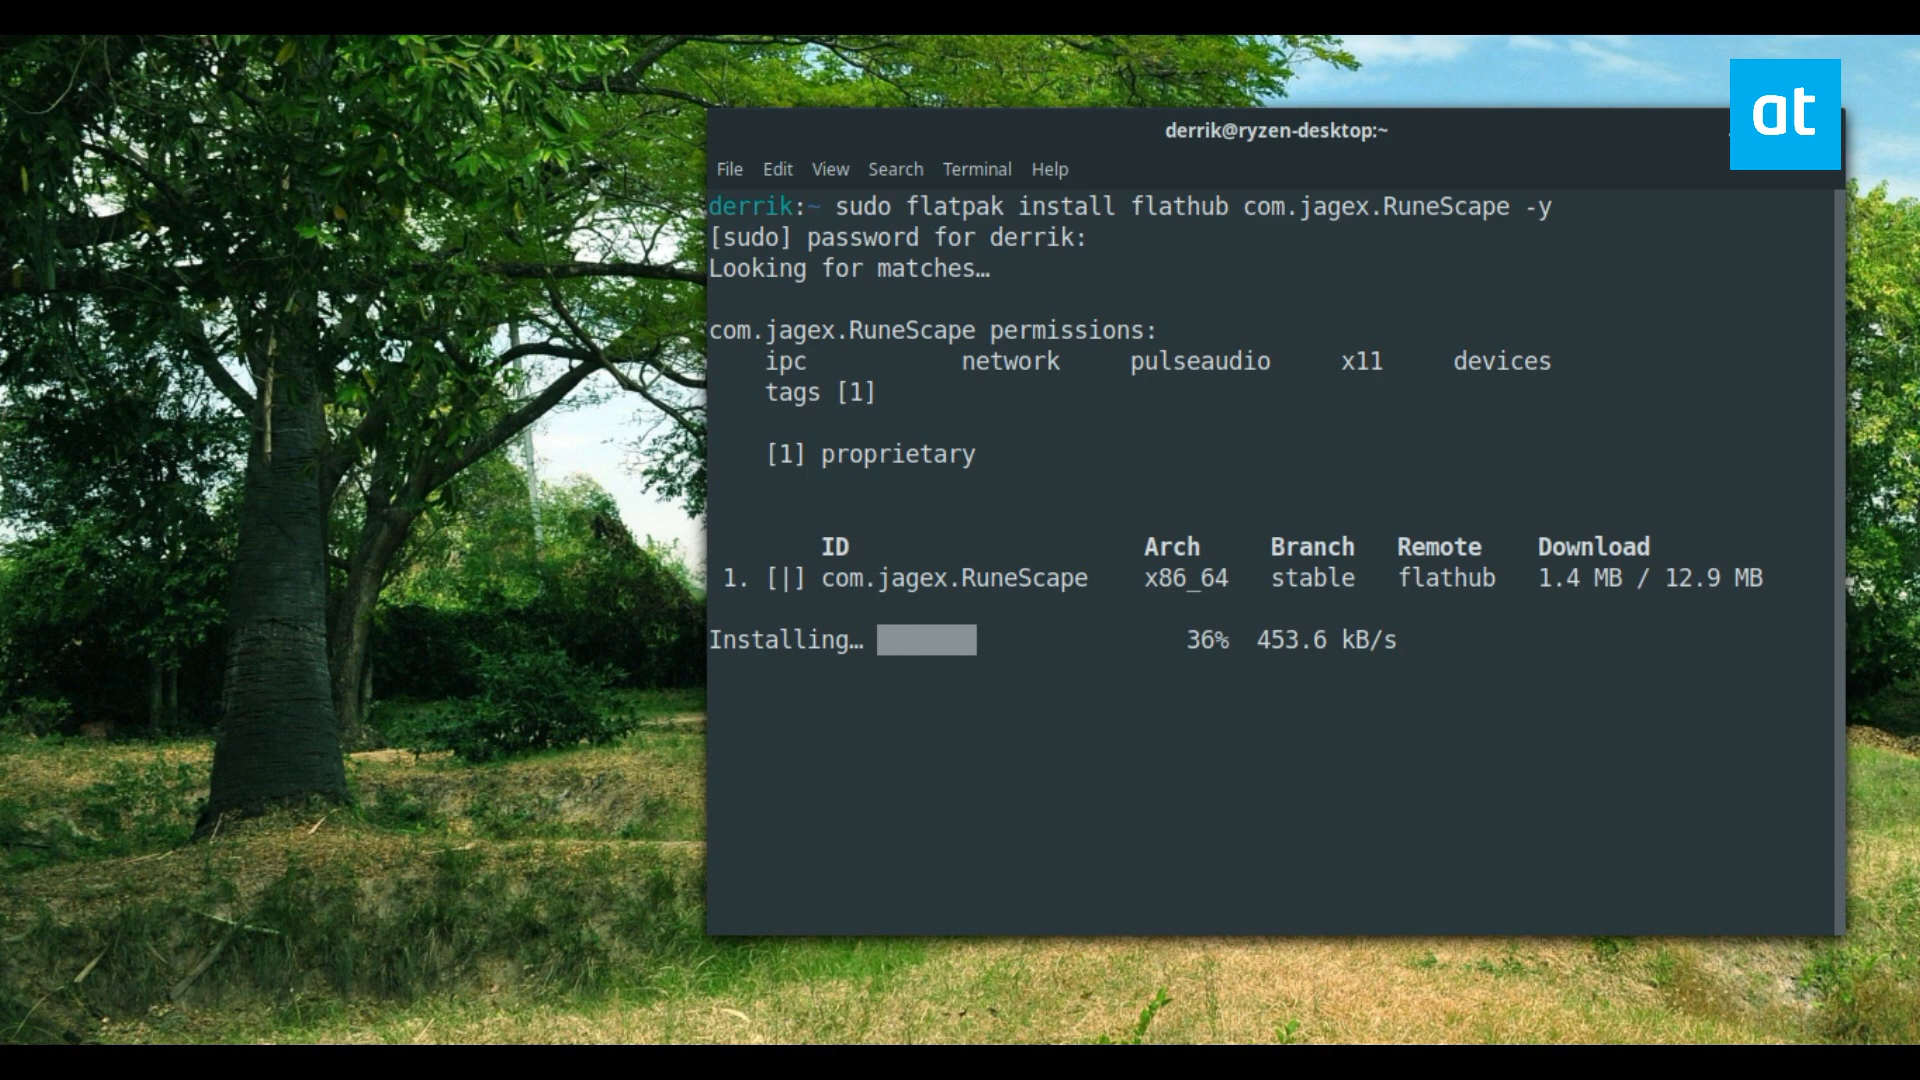 at
derrik@ryzen-desktop:~
File Edit View Search Terminal Help
derrik:~ sudo flatpak install flathub com.jagex.RuneScape -y
[sudo] password for derrik:
Looking for matches…
com.jagex.RuneScape permissions:
ipc network pulseaudio x11 devices
tags [1]
[1] proprietary
ID Arch Branch Remote Download
1. [|] com.jagex.RuneScape x86_64 stable flathub 1.4 MB / 12.9 MB
Installing… 36% 453.6 kB/s